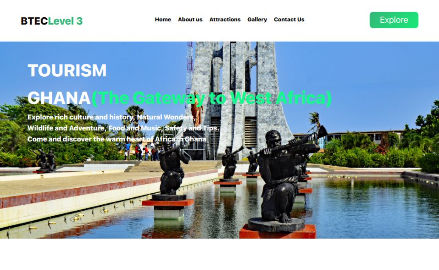 BTECLevel 3
Home About us Attractions Gallery Contact Us
Explore
TOURISM
GHANA(The Gateway to West Africa)
Explore rich culture and history, Natural Wonders,
Wildlife and Adventure, Food and Music, Safety and Tips.
Come and discover the warm heart of Africa in Ghana